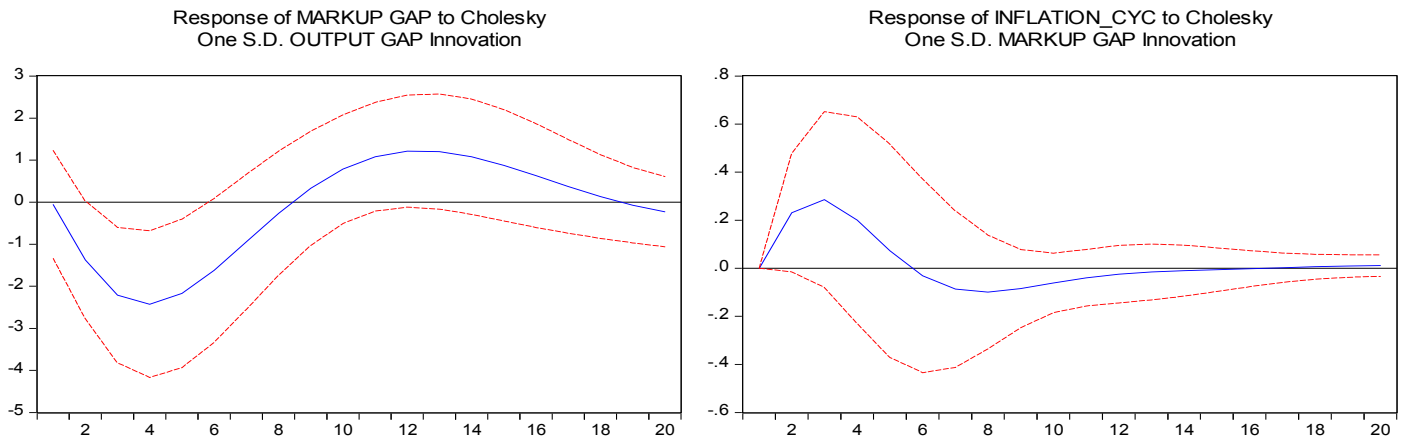 Response of MARKUP GAP to Cholesky
One S.D. OUTPUT GAP Innovation
3
2
1
0
-1
-2
-3
-4
-5
2 4 6 8 10 12 14 16 18 20
Response of INFLATION_CYC to Cholesky
One S.D. MARKUP GAP Innovation
.8
.6
.4
.2
.0
-.2
-.4
-.6
2 4 6 8 10 12 14 16 18 20